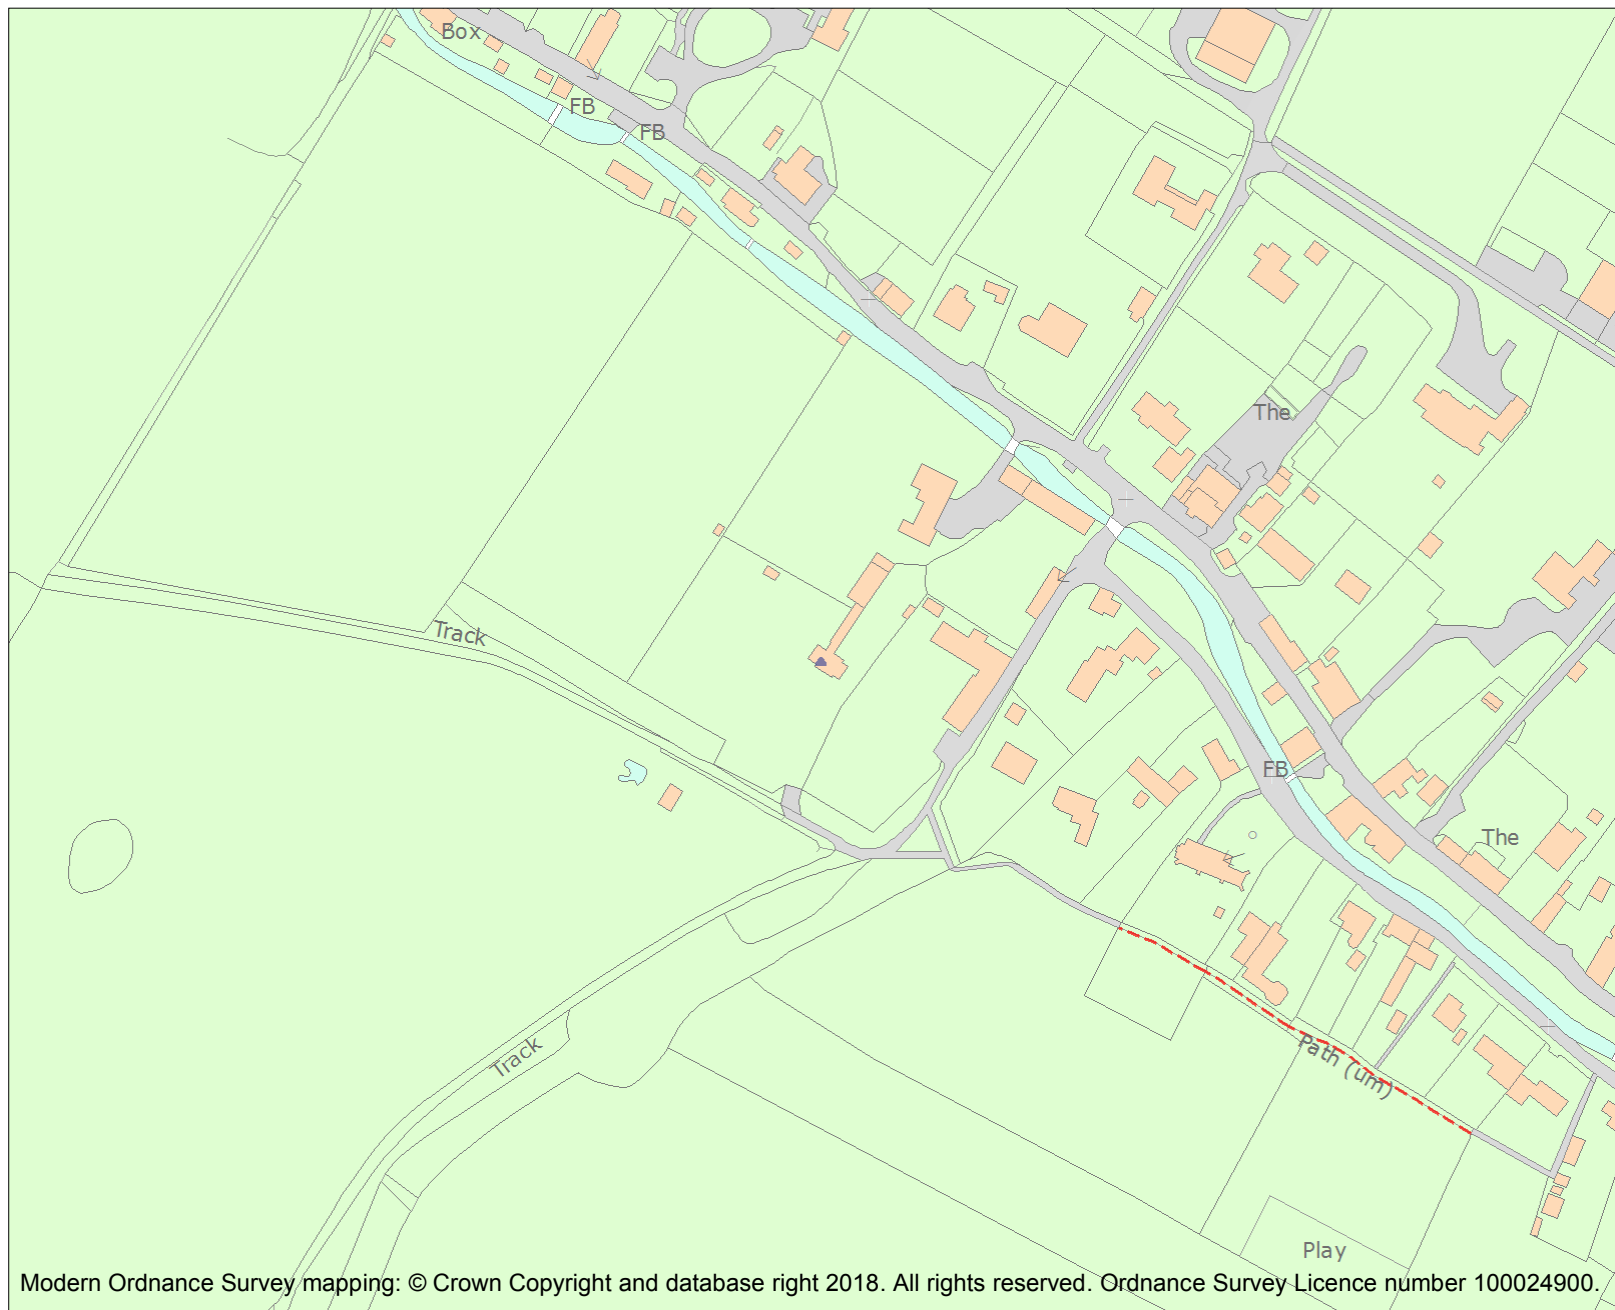 Box
FB
FB
The
Track
FB
The
Track
Path (um)
Play
Modern Ordnance Survey mapping: © Crown Copyright and database right 2018. All rights reserved. Ordnance Survey Licence number 100024900.